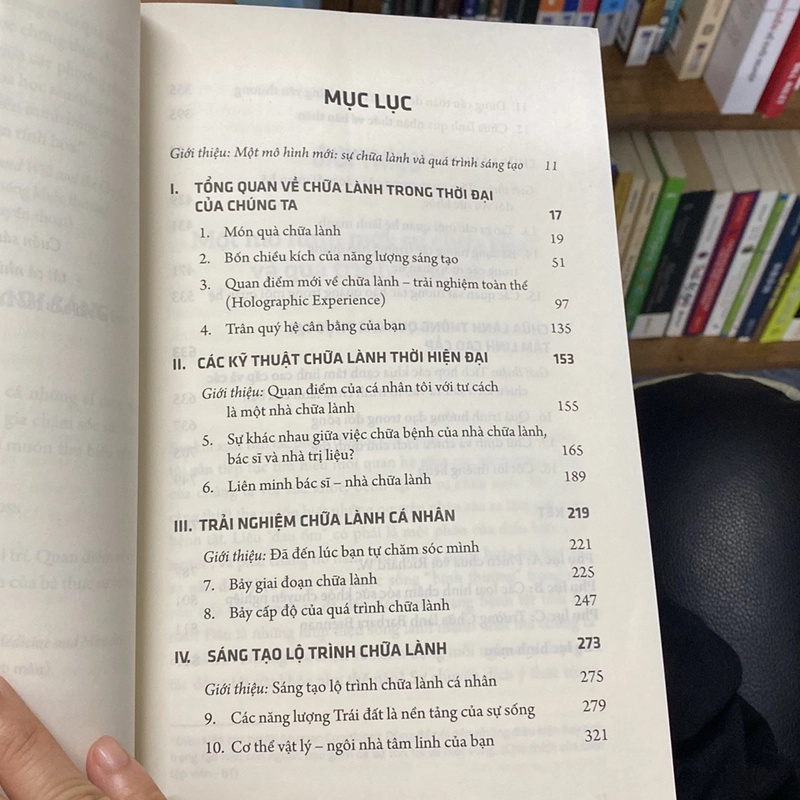 MỤC LỤC
Giới thiệu: Một mô hình mới: sự chữa lành và quá trình sáng tạo 11
I. TỔNG QUAN VỀ CHỮA LÀNH TRONG THỜI ĐẠI
CỦA CHÚNG TA 17
1. Món quà chữa lành 19
2. Bốn chiều kích của năng lượng sáng tạo 51
3. Quan điểm mới về chữa lành – trải nghiệm toàn thể
(Holographic Experience) 97
4. Trân quý hệ cân bằng của bạn 135
II. CÁC KỸ THUẬT CHỮA LÀNH THỜI HIỆN ĐẠI 153
Giới thiệu: Quan điểm của cá nhân tôi với tư cách
là một nhà chữa lành 155
5. Sự khác nhau giữa việc chữa bệnh của nhà chữa lành,
bác sĩ và nhà trị liệu? 165
6. Liên minh bác sĩ – nhà chữa lành 189
III. TRẢI NGHIỆM CHỮA LÀNH CÁ NHÂN 219
Giới thiệu: Đã đến lúc bạn tự chăm sóc mình 221
7. Bảy giai đoạn chữa lành 225
8. Bảy cấp độ của quá trình chữa lành 247
IV. SÁNG TẠO LỘ TRÌNH CHỮA LÀNH 273
Giới thiệu: Sáng tạo lộ trình chữa lành cá nhân 275
9. Các năng lượng Trái đất là nền tảng của sự sống 279
10. Cơ thể vật lý – ngôi nhà tâm linh của bạn 321